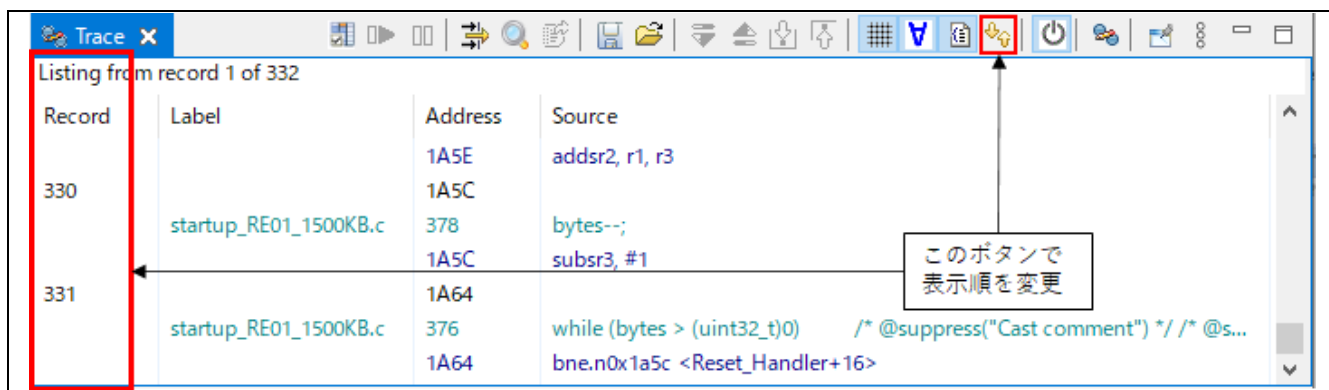 Trace
Listing from record 1 of 332
Record Label Address Source
1A5E addsr2, r1, r3
330 1A5C
startup_RE01_1500KB.c 378 bytes--;
1A5C subsr3, #1
331 1A64
startup_RE01_1500KB.c 376 while (bytes > (uint32_t)0) /* @suppress("Cast comment") */ /* @s...
1A64 bne.n0x1a5c <Reset_Handler+16>
このボタンで
表示順を変更